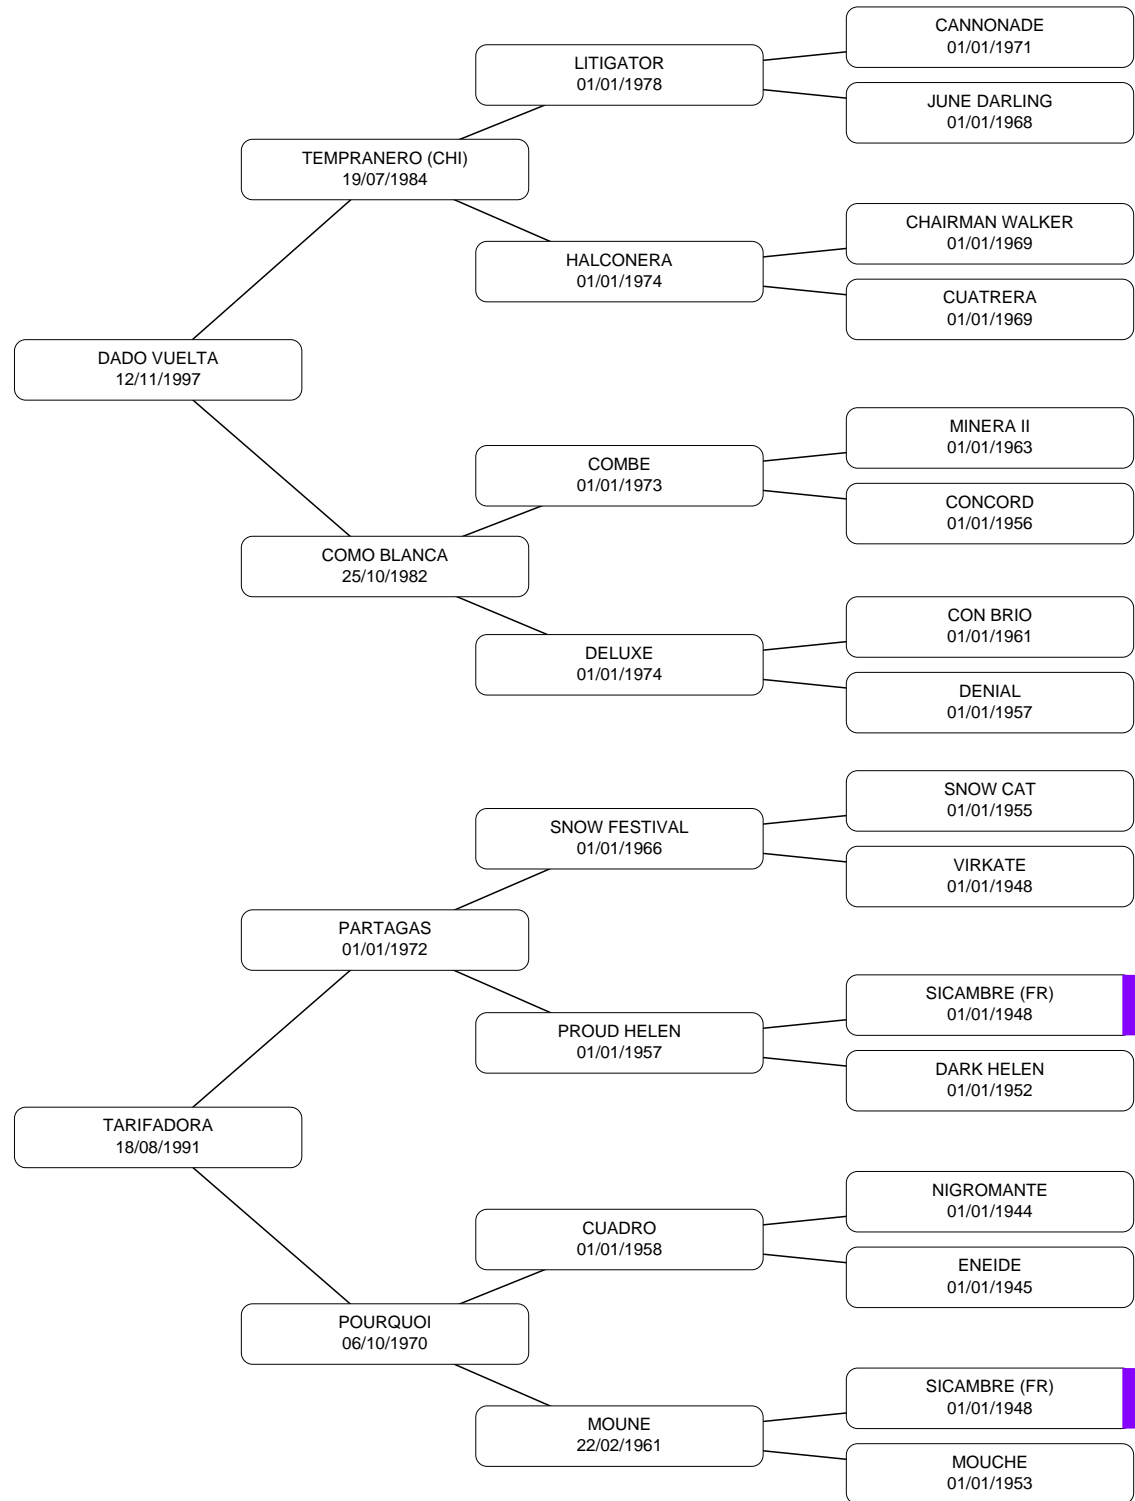 CANNONADE
01/01/1971
LITIGATOR
01/01/1978
JUNE DARLING
01/01/1968
TEMPRANERO (CHI)
19/07/1984
CHAIRMAN WALKER
01/01/1969
HALCONERA
01/01/1974
CUATRERA
01/01/1969
DADO VUELTA
12/11/1997
MINERA II
01/01/1963
COMBE
01/01/1973
CONCORD
01/01/1956
COMO BLANCA
25/10/1982
CON BRIO
01/01/1961
DELUXE
01/01/1974
DENIAL
01/01/1957
SNOW CAT
01/01/1955
SNOW FESTIVAL
01/01/1966
VIRKATE
01/01/1948
PARTAGAS
01/01/1972
SICAMBRE (FR)
01/01/1948
PROUD HELEN
01/01/1957
DARK HELEN
01/01/1952
TARIFADORA
18/08/1991
NIGROMANTE
01/01/1944
CUADRO
01/01/1958
ENEIDE
01/01/1945
POURQUOI
06/10/1970
SICAMBRE (FR)
01/01/1948
MOUNE
22/02/1961
MOUCHE
01/01/1953